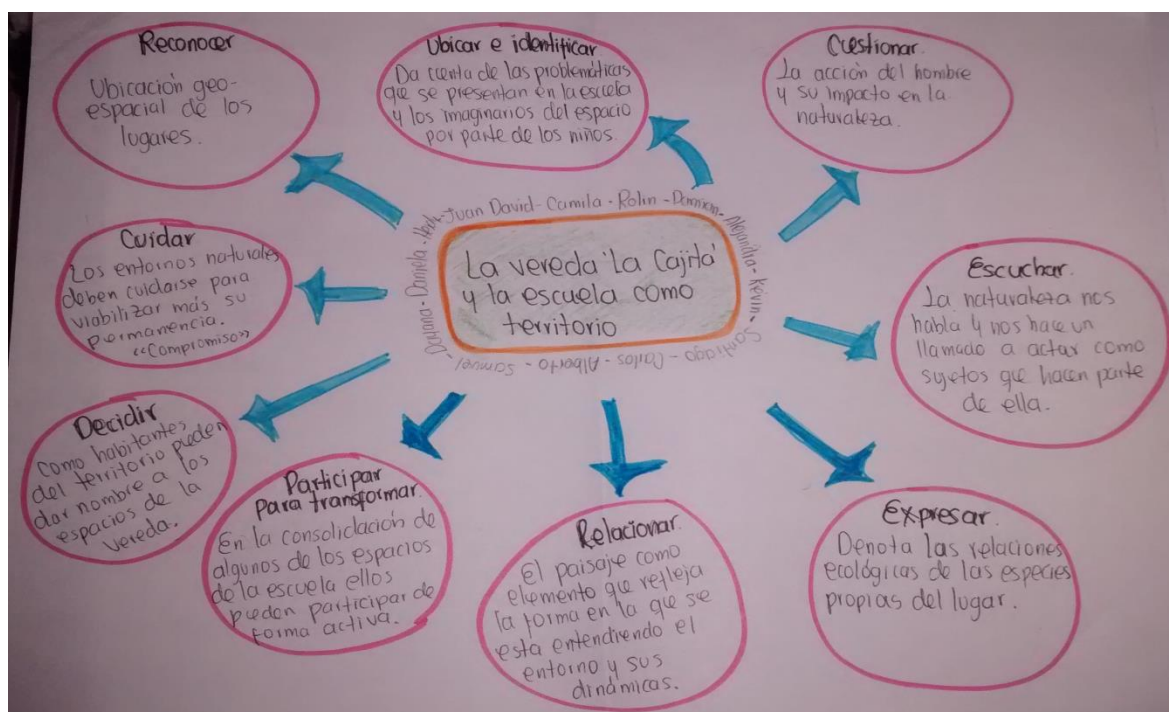 Reconocer
Ubicación geo-
espacial de los
lugares.
Ubicar e identificar
Da cuenta de las problemáticas
que se presentan en la escuela
y los imaginarios del espacio
por parte de los niños.
Cuestionar.
La acción del hombre
y su impacto en la
naturaleza.
Cuidar
Los entornos naturales
deben cuidarse para
viabilizar más su
permanencia.
«Compromiso»
Juan David - Camila - Rolin - Damian - Alejandra - Kevin -
Santiago - Carlos - Alberto - Samuel - Dayana - Daniela -
La vereda 'La Cajita'
y la escuela como
territorio
Escuchar.
La naturaleza nos
habla y nos hace un
llamado a actar como
sujetos que hacen parte
de ella.
Decidir
Como habitantes
del territorio pueden
dar nombre a los
espacios de la
vereda.
Participar
para transformar.
En la consolidación de
algunos de los espacios
de la escuela ellos
pueden participar de
forma activa.
Relacionar.
El paisaje como
elemento que refleja
la forma en la que se
esta entendiendo el
entorno y sus
dinámicas.
Expresar.
Denota las relaciones
ecológicas de las especies
propias del lugar.